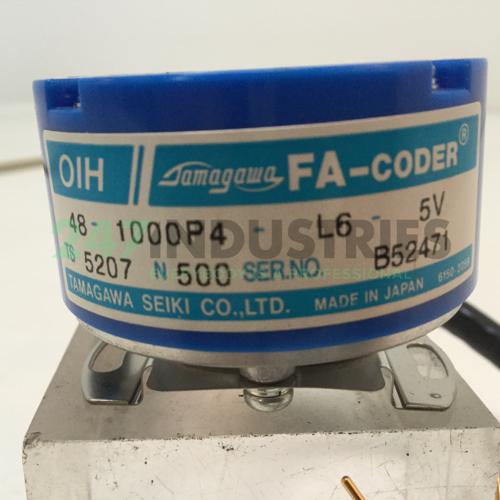 OIH Tamagawa FA-CODER®
48 - 1000P4 - L6 - 5V
247 INDUSTRIES
TS 5207 N 500 SER.NO. B52471
TAMAGAWA SEIKI CO.,LTD. MADE IN JAPAN